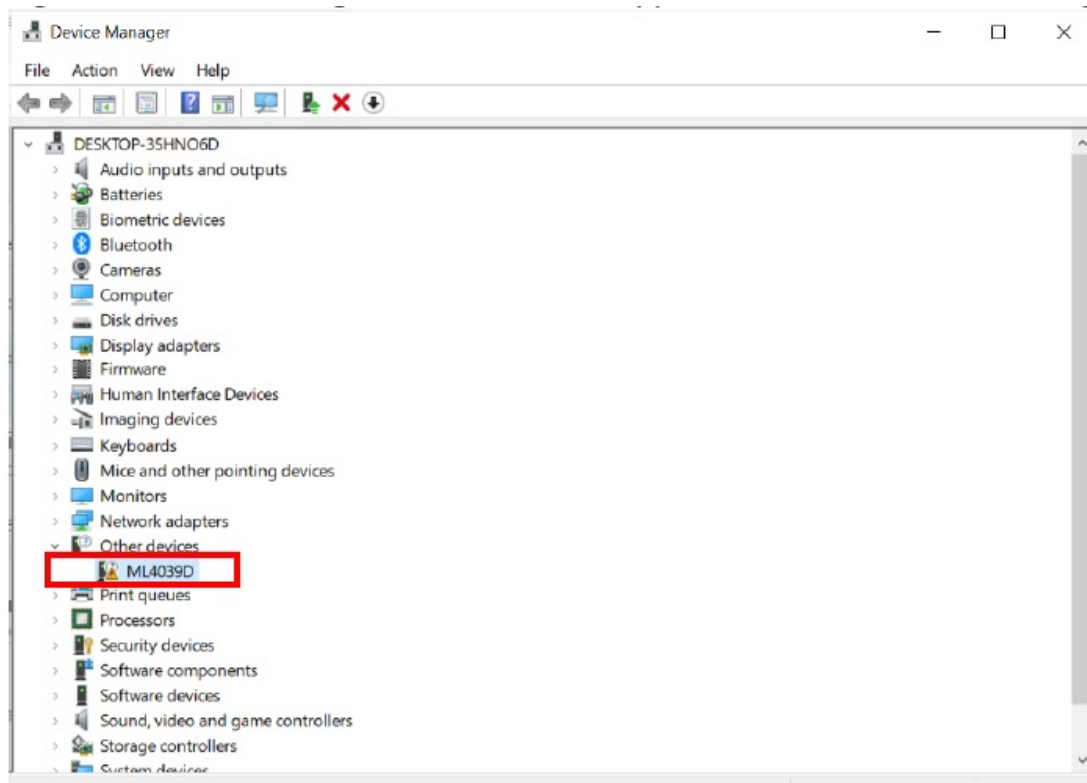 Device Manager
File Action View Help
DESKTOP-35HNO6D
Audio inputs and outputs
Batteries
Biometric devices
Bluetooth
Cameras
Computer
Disk drives
Display adapters
Firmware
Human Interface Devices
Imaging devices
Keyboards
Mice and other pointing devices
Monitors
Network adapters
Other devices
ML4039D
Print queues
Processors
Security devices
Software components
Software devices
Sound, video and game controllers
Storage controllers
System devices